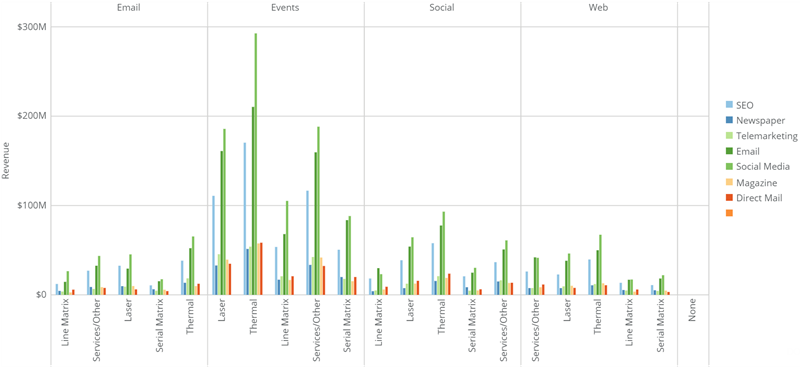 Email
Events
Social
Web
$300M
$200M
$100M
$0
Revenue
Line Matrix
Services/Other
Laser
Serial Matrix
Thermal
Laser
Thermal
Line Matrix
Services/Other
Serial Matrix
Line Matrix
Laser
Thermal
Serial Matrix
Services/Other
Services/Other
Laser
Thermal
Line Matrix
Serial Matrix
None
SEO
Newspaper
Telemarketing
Email
Social Media
Magazine
Direct Mail